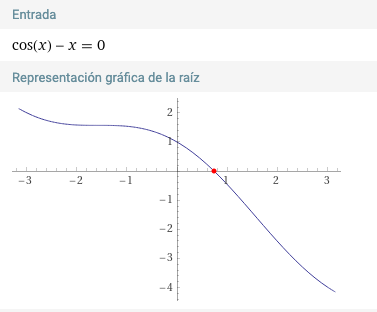 Entrada
cos(x) − x = 0
Representación gráfica de la raíz
2
1
−3 −2 −1 1 2 3
−1
−2
−3
−4